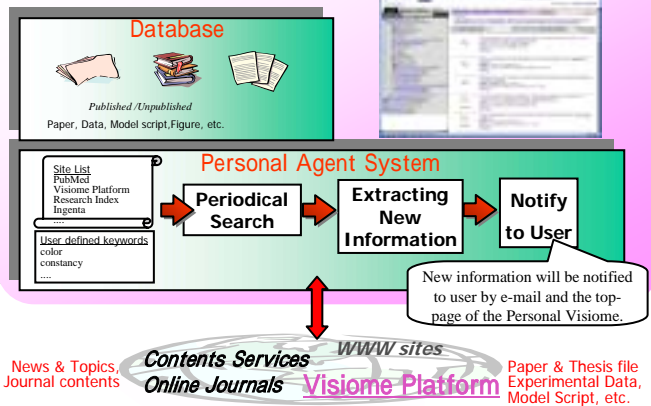 Database
Published /Unpublished
Paper, Data, Model script,Figure, etc.
Personal Agent System
Site List
PubMed
Visiome Platform
Research Index
Ingenta
....
User defined keywords
color
constancy
....
Periodical
Search
Extracting
New
Information
Notify
to User
New information will be notified
to user by e-mail and the top-
page of the Personal Visiome.
News & Topics,
Journal contents
Contents Services
Online Journals
WWW sites
Visiome Platform
Paper & Thesis file
Experimental Data,
Model Script, etc.